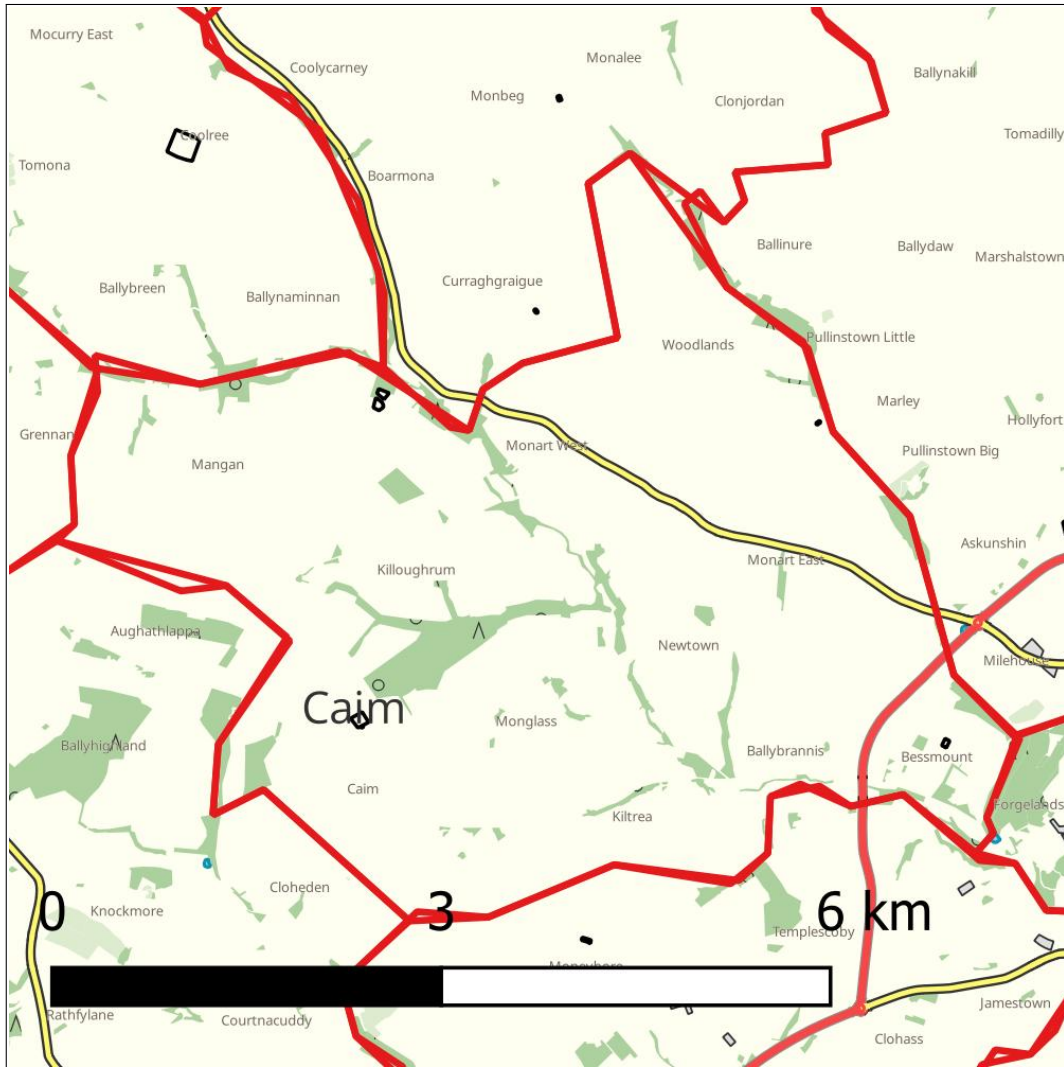 Mocurry East
Coolycarney
Monalee
Ballynakill
Monbeg
Clonjordan
Coolree
Tomadilly
Tomona
Boarmona
Ballinure
Ballydaw
Marshalstown
Ballybreen
Ballynaminnan
Curraghgraigue
Woodlands
Pullinstown Little
Marley
Hollyfort
Grennan
Monart West
Pullinstown Big
Mangan
Askunshin
Monart East
Killoughrum
Aughathlappa
Newtown
Milehouse
Caim
Monglass
Ballyhighland
Ballybrannis
Bessmount
Caim
Forgelands
Kiltrea
Cloheden
Knockmore
0 3 6 km
Templescoby
Moneyhore
Jamestown
Rathfylane
Courtnacuddy
Clohass